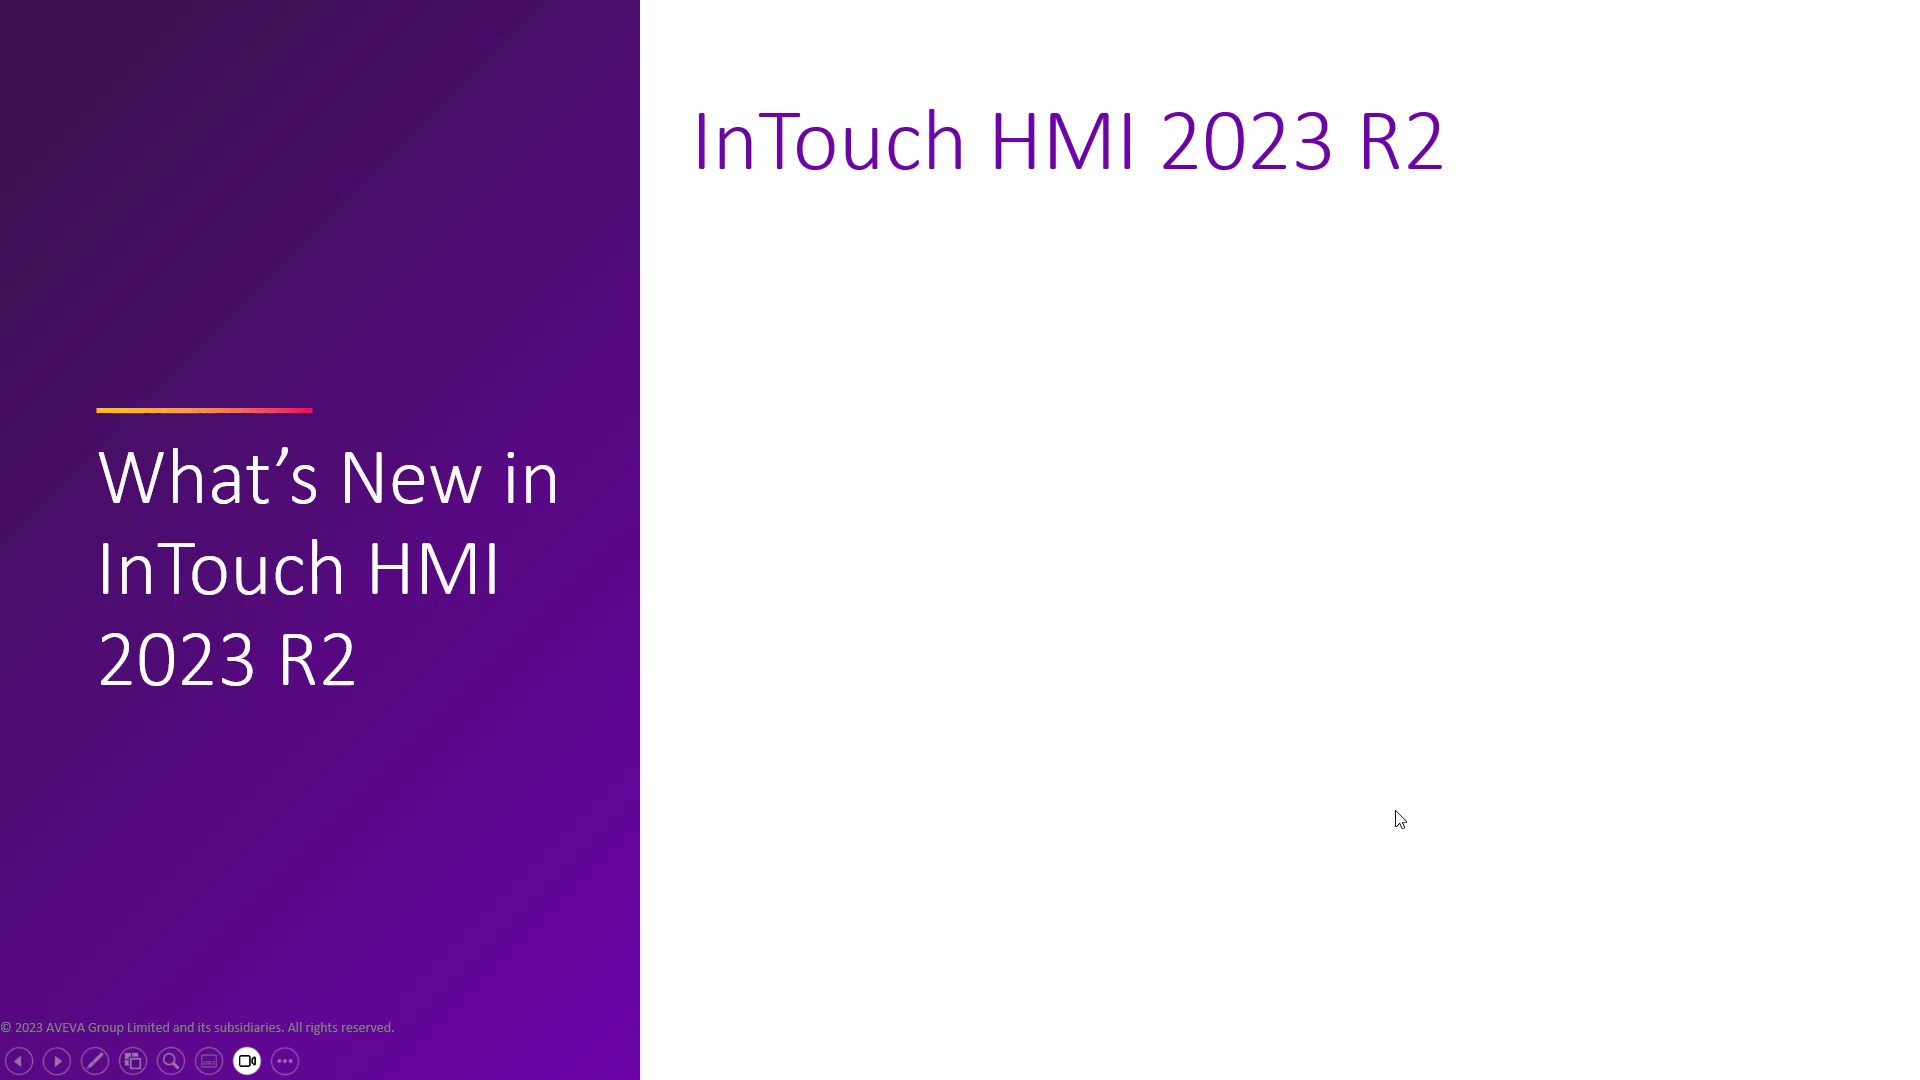 What’s New in
InTouch HMI
2023 R2
InTouch HMI 2023 R2
© 2023 AVEVA Group Limited and its subsidiaries. All rights reserved.